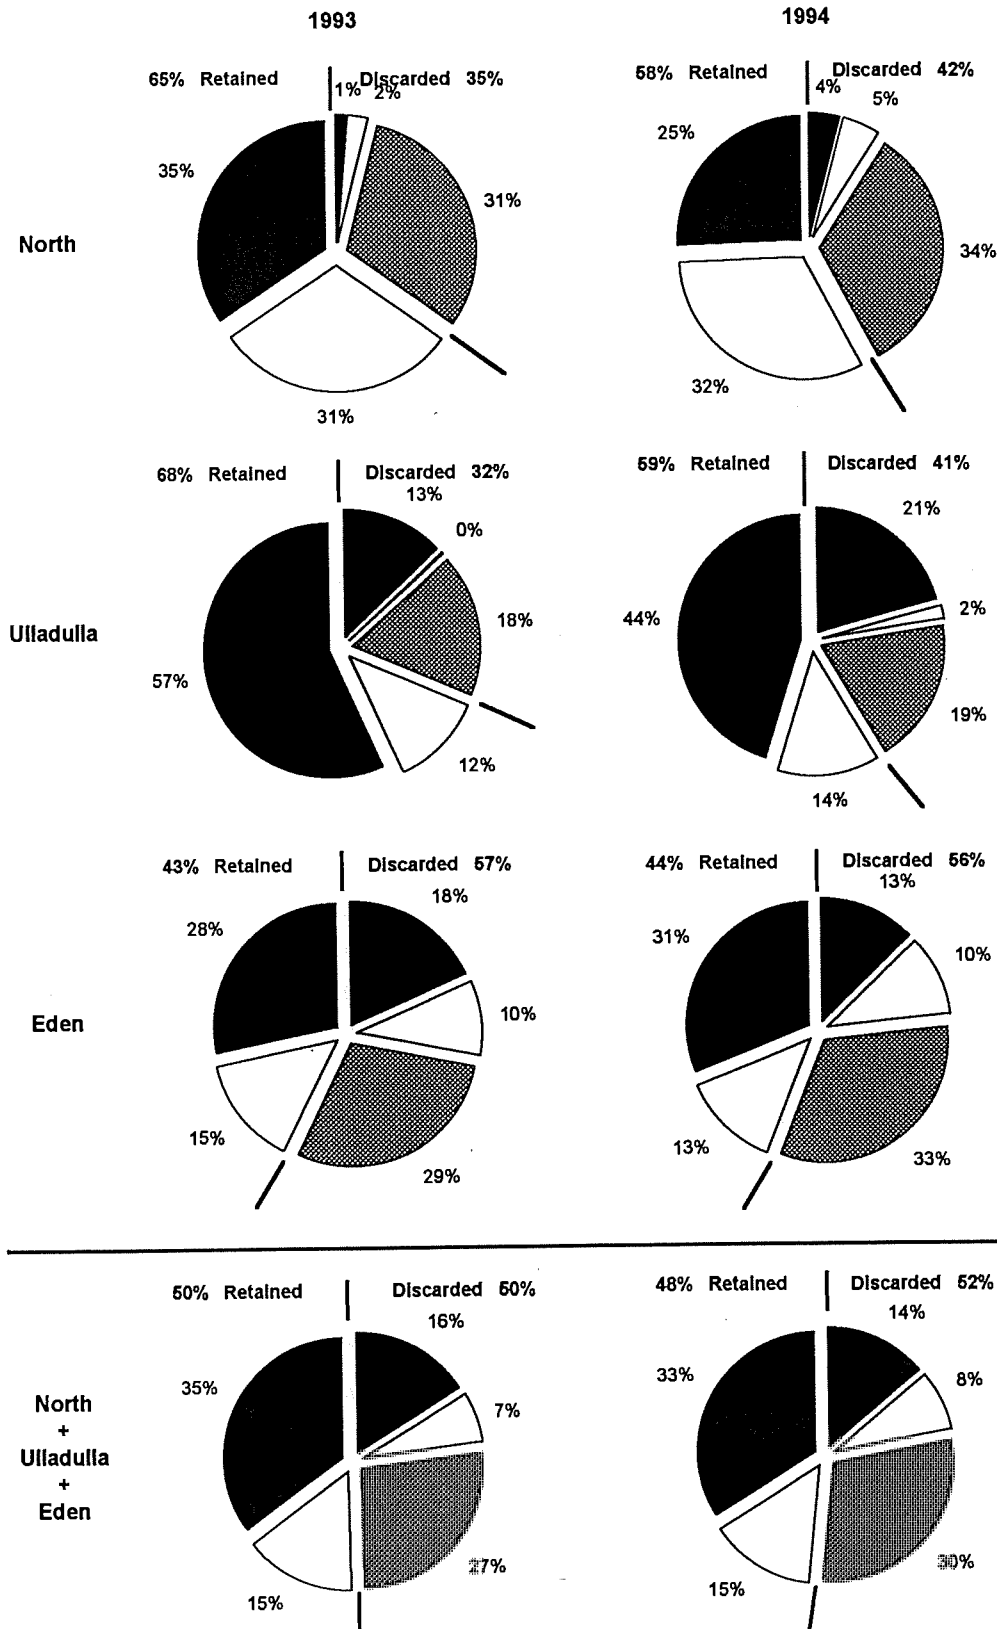 1993 1994
65% Retained Discarded 35%
1% 2%
58% Retained Discarded 42%
4% 5%
35%
31%
31%
25%
34%
32%
North
68% Retained Discarded 32%
13%
0%
18%
12%
57%
59% Retained Discarded 41%
21%
2%
19%
14%
44%
Ulladulla
43% Retained Discarded 57%
18%
10%
29%
15%
28%
44% Retained Discarded 56%
13%
10%
33%
13%
31%
Eden
50% Retained Discarded 50%
16%
7%
27%
15%
35%
48% Retained Discarded 52%
14%
8%
30%
15%
33%
North
+
Ulladulla
+
Eden